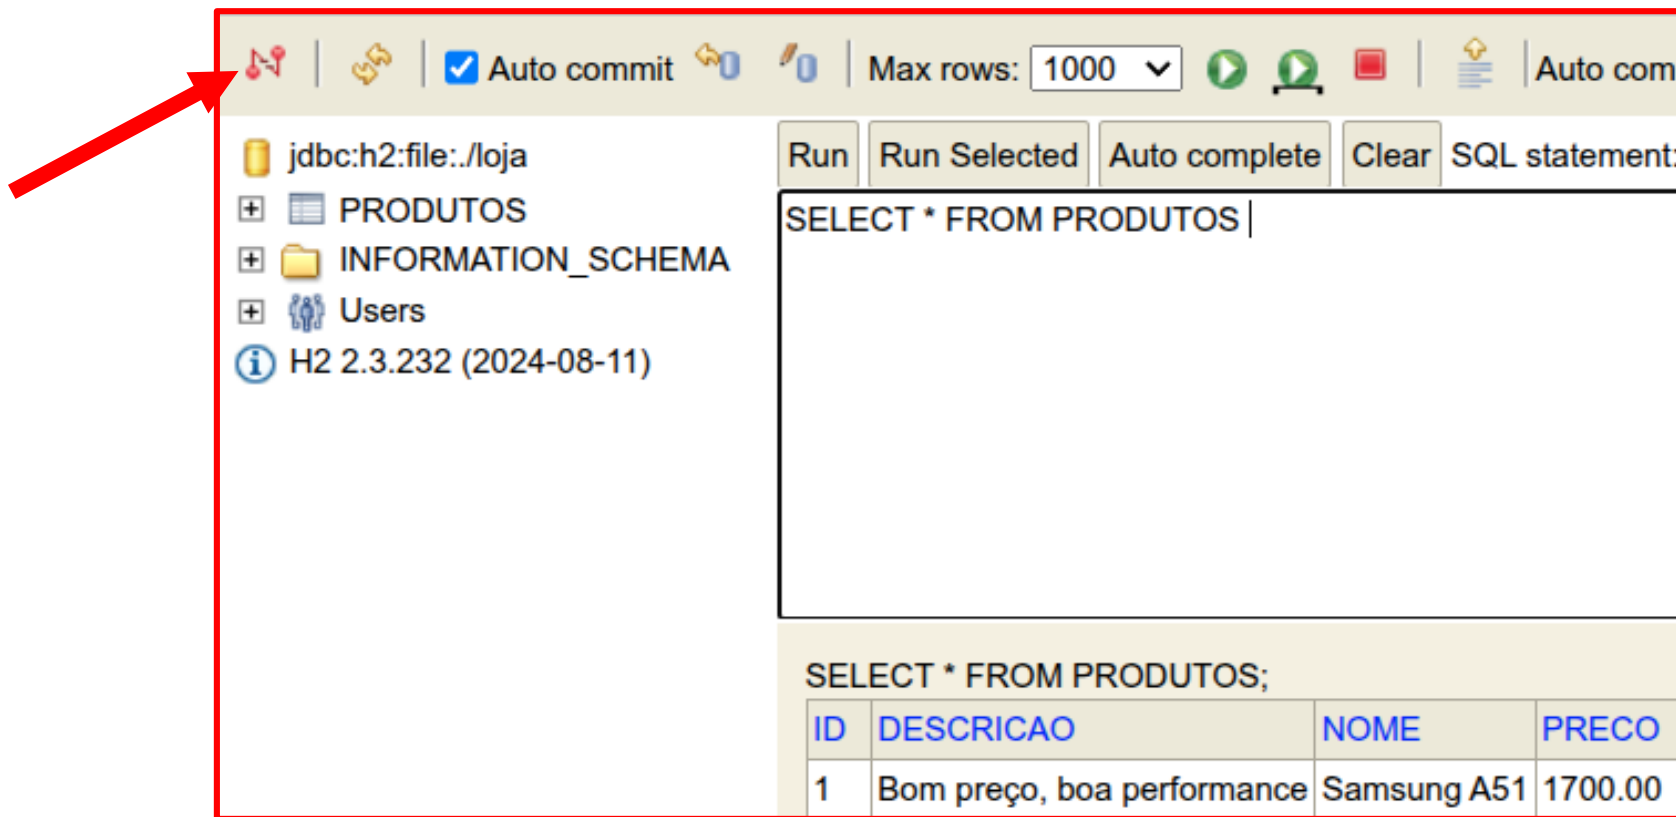 Auto commit Max rows: 1000 Auto com
jdbc:h2:file:./loja
PRODUTOS
INFORMATION_SCHEMA
Users
H2 2.3.232 (2024-08-11)
Run Run Selected Auto complete Clear SQL statement:
SELECT * FROM PRODUTOS
SELECT * FROM PRODUTOS;
ID DESCRICAO NOME PRECO
1 Bom preço, boa performance Samsung A51 1700.00